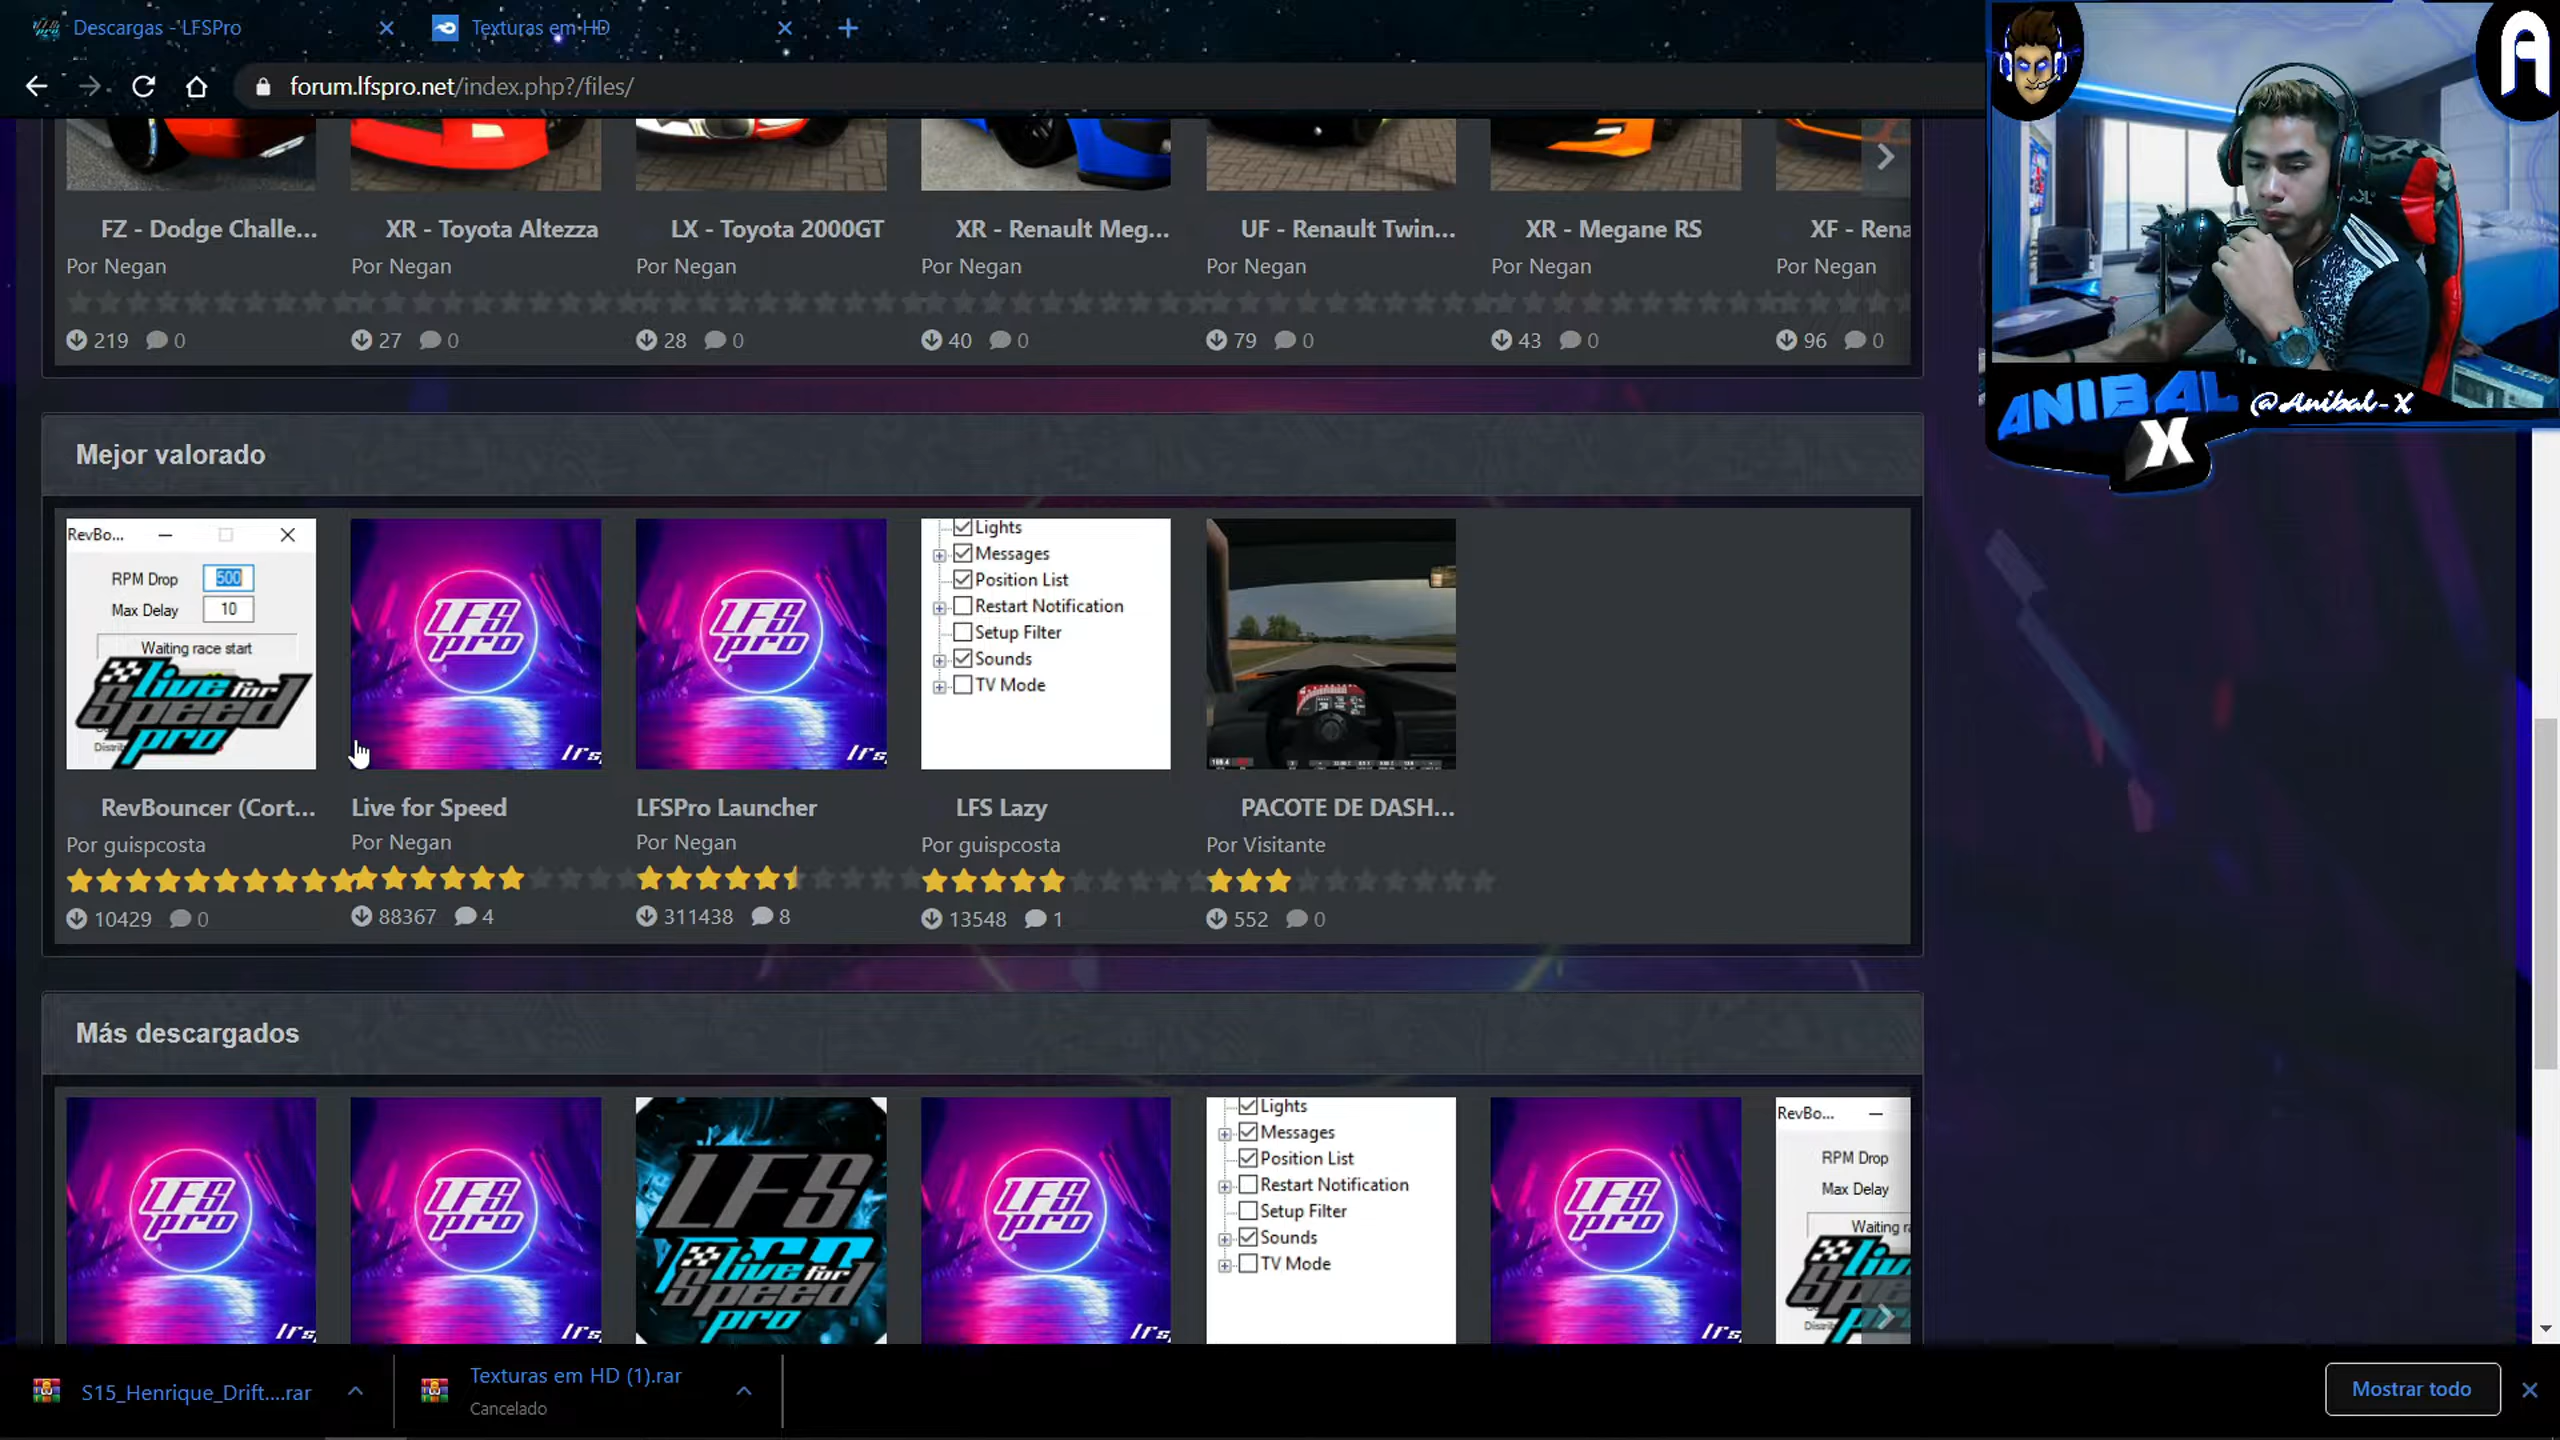 Descargas - LFSPro
Texturas em HD
forum.lfspro.net/index.php?/files/
FZ - Dodge Challe...
XR - Toyota Altezza
LX - Toyota 2000GT
XR - Renault Meg...
UF - Renault Twin...
XR - Megane RS
XF - Rena
Por Negan
Por Negan
Por Negan
Por Negan
Por Negan
Por Negan
Por Negan
219 0
27 0
28 0
40 0
79 0
43 0
96 0
ANIBAL
X
@Anibal-X
Mejor valorado
RevBo...
RPM Drop 500
Max Delay 10
Waiting race start
live for
Speed
pro
LFS
pro
lfs
LFS
pro
lfs
Lights
Messages
Position List
Restart Notification
Setup Filter
Sounds
TV Mode
RevBouncer (Cort...
Live for Speed
LFSPro Launcher
LFS Lazy
PACOTE DE DASH...
Por guispcosta
Por Negan
Por Negan
Por guispcosta
Por Visitante
10429 0
88367 4
311438 8
13548 1
552 0
Más descargados
LFS
pro
lfs
LFS
pro
lfs
LFS
live for
Speed
pro
LFS
pro
lfs
Lights
Messages
Position List
Restart Notification
Setup Filter
Sounds
TV Mode
LFS
pro
lfs
RevBo...
RPM Drop
Max Delay
Waiting r
S15_Henrique_Drift....rar
Texturas em HD (1).rar
Cancelado
Mostrar todo